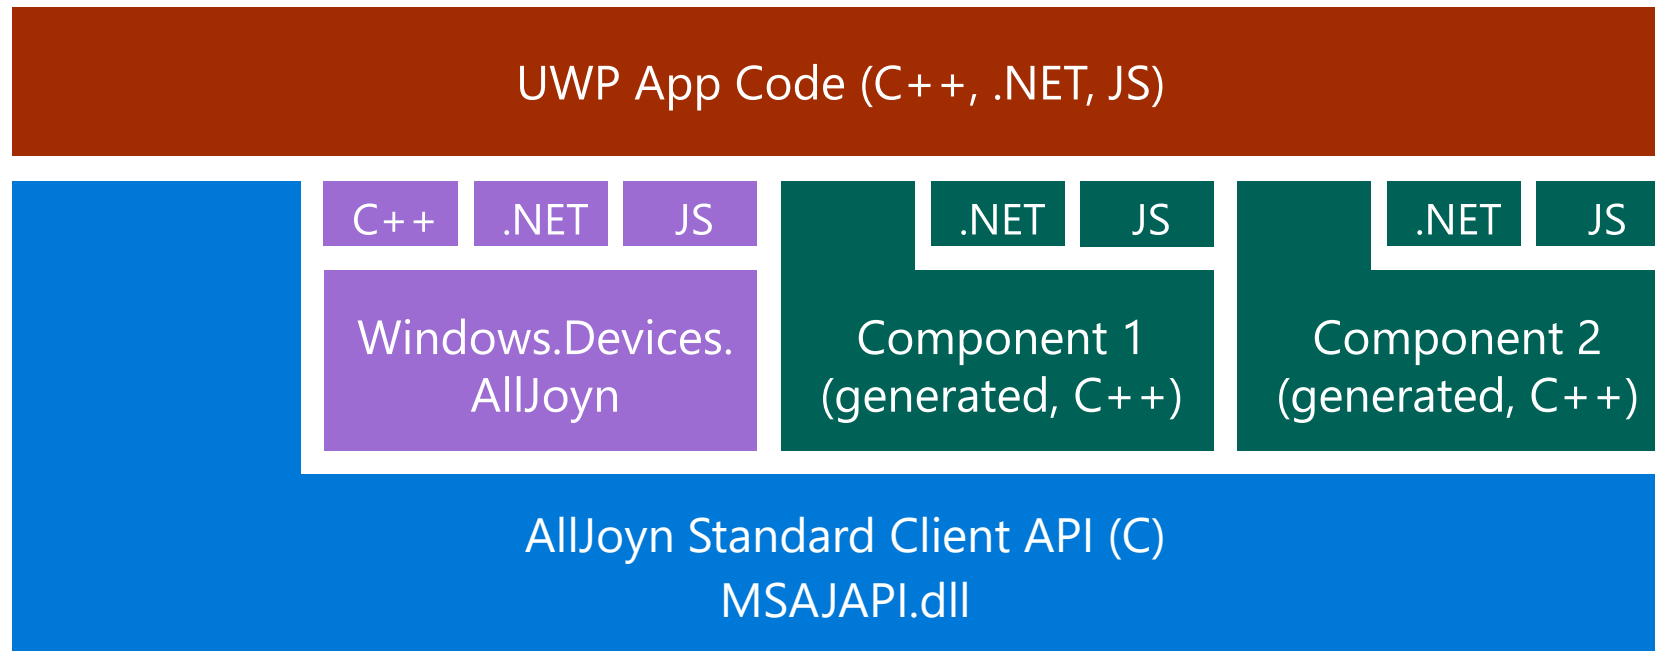 UWP App Code (C++, .NET, JS)
C++
.NET
JS
.NET
JS
.NET
JS
Windows.Devices.
AllJoyn
Component 1
(generated, C++)
Component 2
(generated, C++)
AllJoyn Standard Client API (C)
MSAJAPI.dll